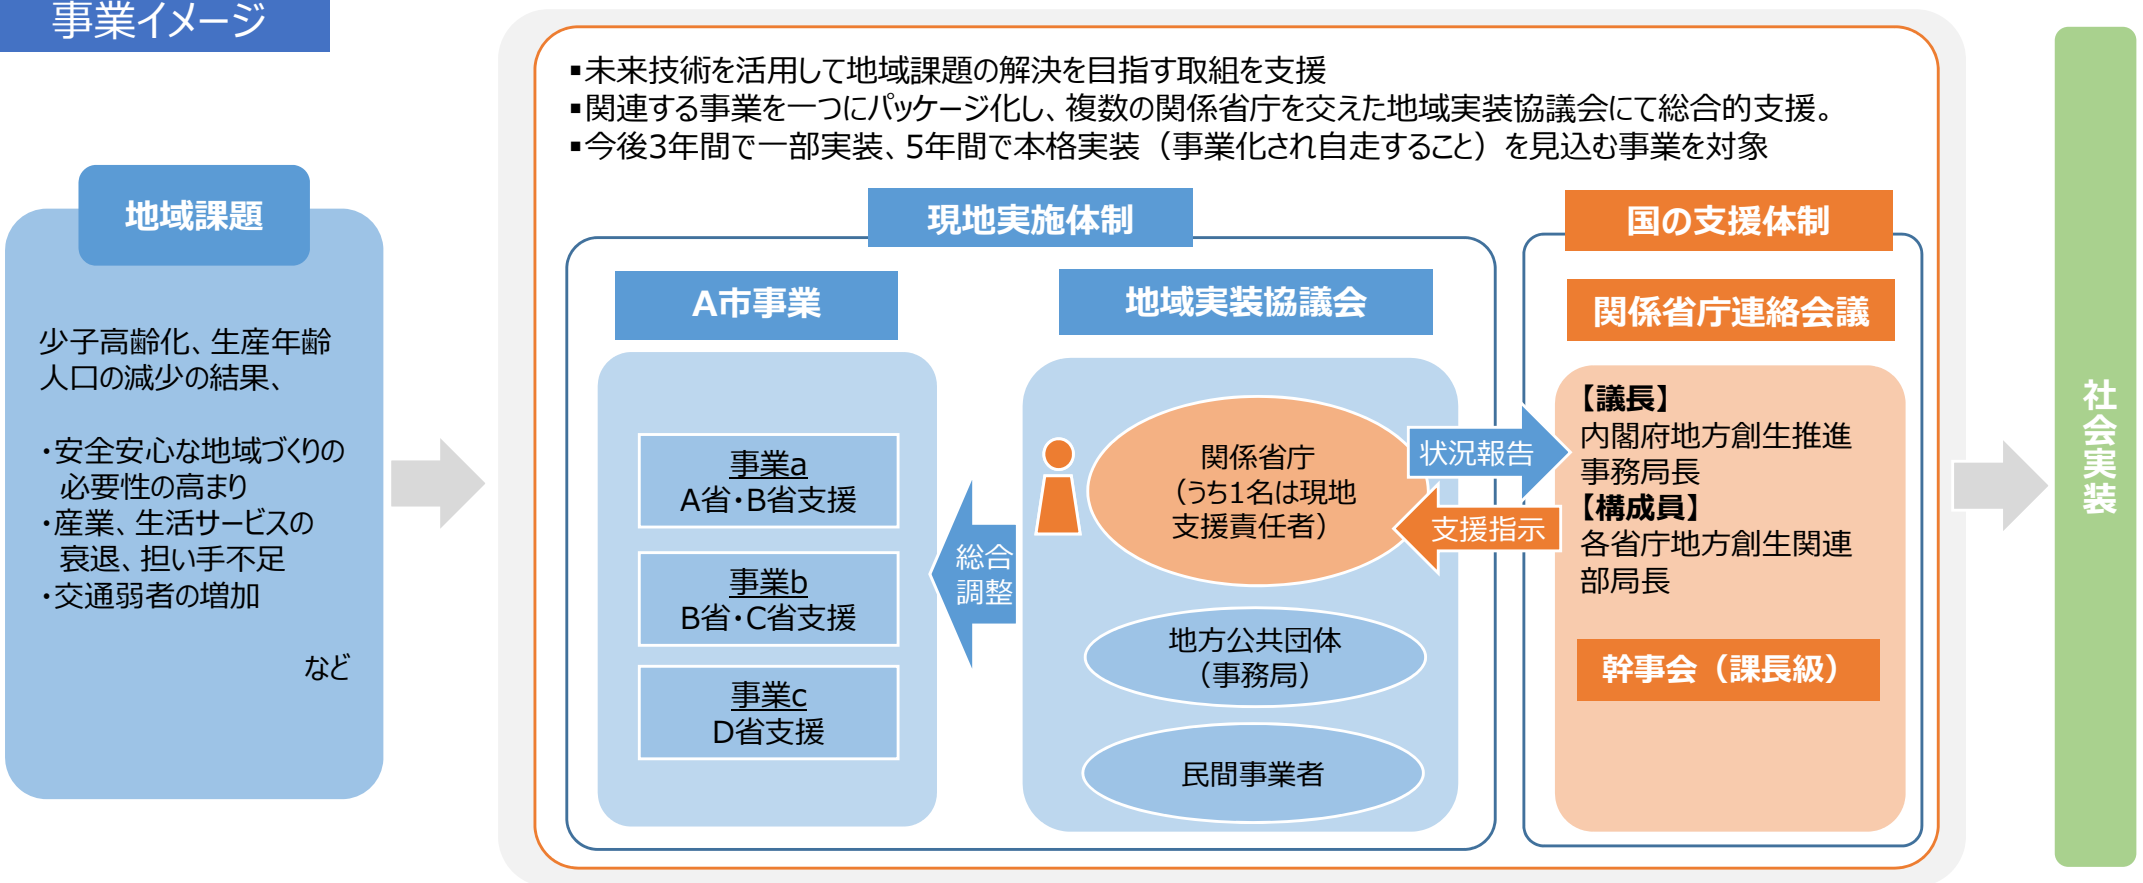 事業イメージ
▪未来技術を活用して地域課題の解決を目指す取組を支援
▪関連する事業を一つにパッケージ化し、複数の関係省庁を交えた地域実装協議会にて総合的支援。
▪今後3年間で一部実装、5年間で本格実装（事業化され自走すること）を見込む事業を対象
地域課題
少子高齢化、生産年齢
人口の減少の結果、
・安全安心な地域づくりの
必要性の高まり
・産業、生活サービスの
衰退、担い手不足
・交通弱者の増加
など
現地実施体制
A市事業
事業a
A省・B省支援
事業b
B省・C省支援
事業c
D省支援
総合
調整
地域実装協議会
関係省庁
（うち1名は現地
支援責任者）
地方公共団体
（事務局）
民間事業者
状況報告
支援指示
国の支援体制
関係省庁連絡会議
【議長】
内閣府地方創生推進
事務局長
【構成員】
各省庁地方創生関連
部局長
幹事会（課長級）
社会実装